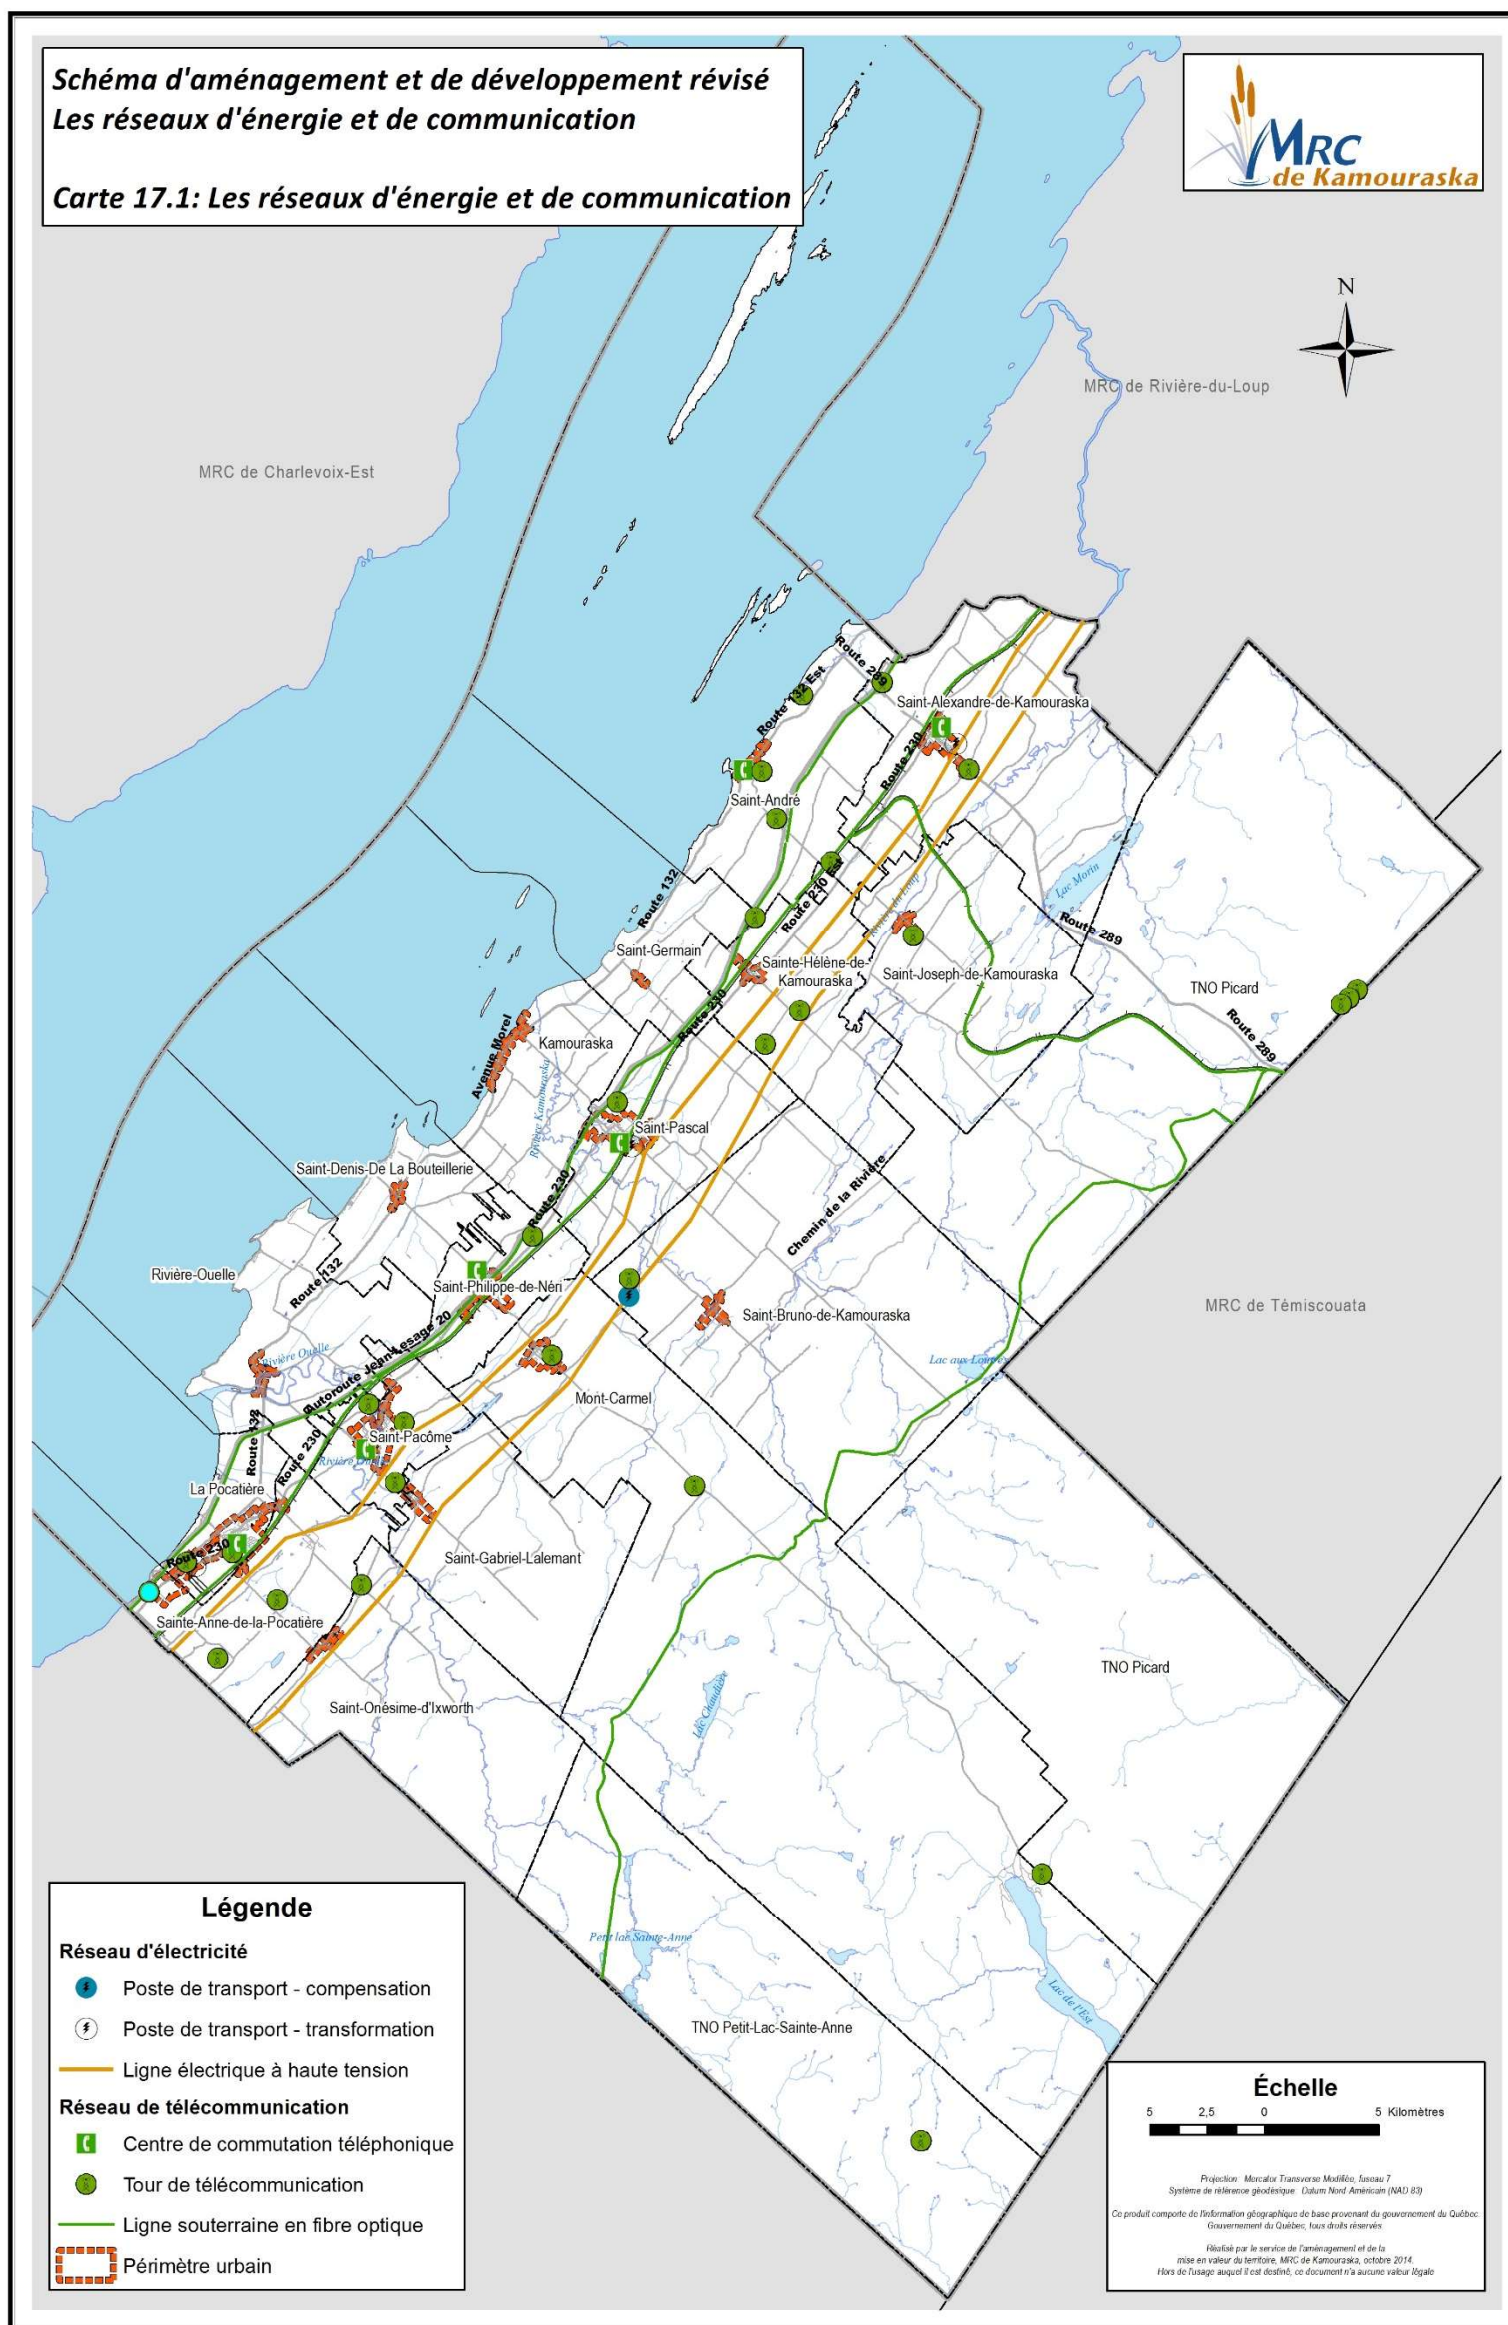 Schéma d'aménagement et de développement révisé
Les réseaux d'énergie et de communication
Carte 17.1: Les réseaux d'énergie et de communication
MRC
de Kamouraska
N
MRC de Rivière-du-Loup
MRC de Charlevoix-Est
Route 289
Route 132 Est
Saint-Alexandre-de-Kamouraska
Route 230
Saint-André
Route 230 Est
Lac Morin
Route 132
Rivière du Loup
Route 289
Saint-Germain
Sainte-Hélène-de-
Kamouraska
Saint-Joseph-de-Kamouraska
TNO Picard
Route 230
Route 289
Avenue Morel
Kamouraska
Rivière Kamouraska
Saint-Pascal
Saint-Denis-De La Bouteillerie
Route 230
Chemin de la Rivière
Rivière-Ouelle
Route 132
Saint-Philippe-de-Néri
MRC de Témiscouata
Saint-Bruno-de-Kamouraska
Autoroute Jean-Lesage 20
Rivière Ouelle
Lac aux Loutres
Mont-Carmel
Route 230
Saint-Pacôme
La Pocatière
Route 230
Saint-Gabriel-Lalemant
Sainte-Anne-de-la-Pocatière
TNO Picard
Lac Chaudière
Saint-Onésime-d'Ixworth
Petit lac Sainte-Anne
Lac de l'Est
TNO Petit-Lac-Sainte-Anne
Légende
Réseau d'électricité
Poste de transport - compensation
Poste de transport - transformation
Ligne électrique à haute tension
Réseau de télécommunication
Centre de commutation téléphonique
Tour de télécommunication
Ligne souterraine en fibre optique
Périmètre urbain
Échelle
5 2,5 0 5 Kilomètres
Projection: Mercator Transverse Modifiée, fuseau 7
Système de référence géodésique: Datum Nord Américain (NAD 83)
Ce produit comporte de l'information géographique de base provenant du gouvernement du Québec.
Gouvernement du Québec, tous droits réservés
Réalisé par le service de l'aménagement et de la
mise en valeur du territoire, MRC de Kamouraska, octobre 2014.
Hors de l'usage auquel il est destiné, ce document n'a aucune valeur légale